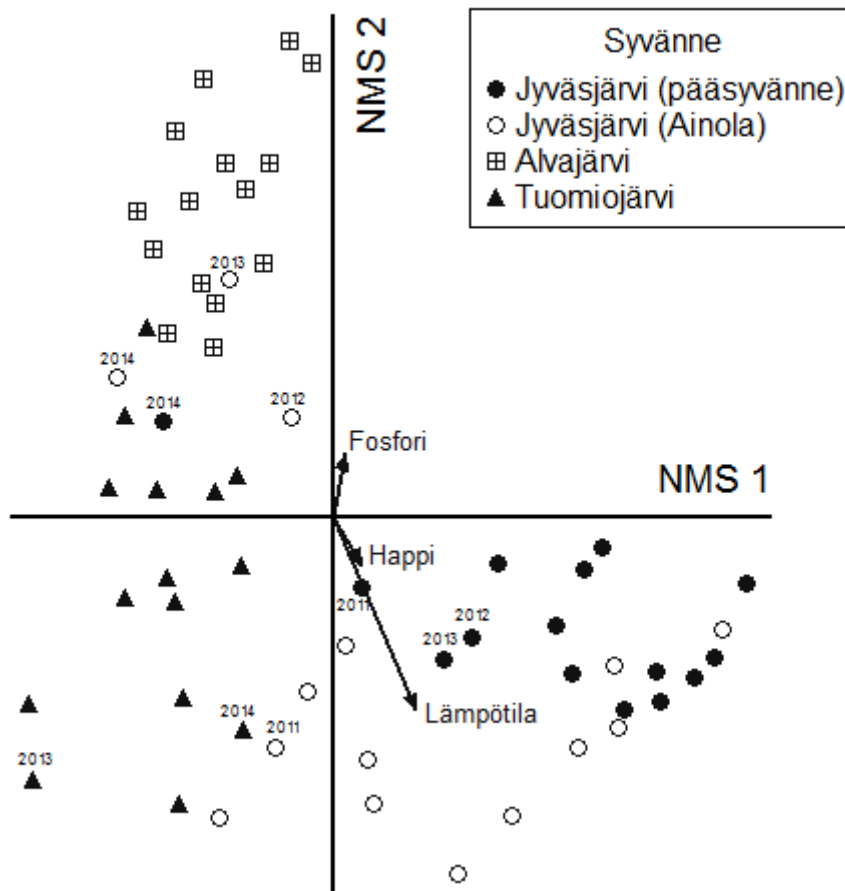 NMS 2
Syvänne
Jyväsjärvi (pääsyvänne)
Jyväsjärvi (Ainola)
Alvajärvi
Tuomiojärvi
2013
2014
2014
2012
Fosfori
NMS 1
Happi
2011
2012
2013
Lämpötila
2014
2011
2013